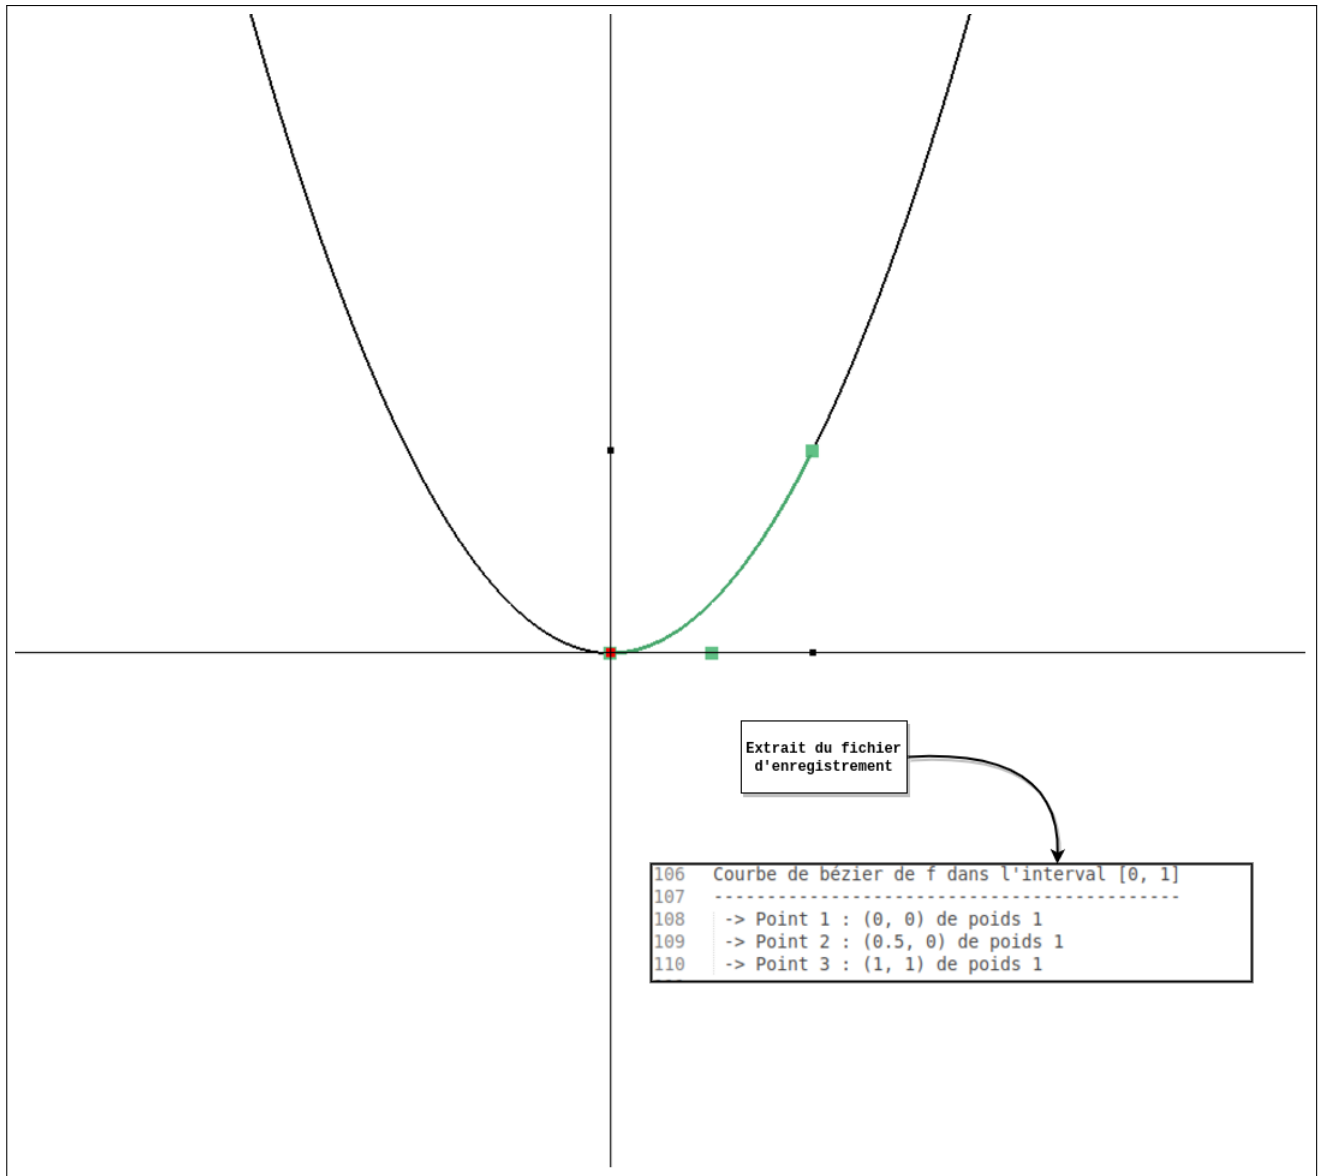 Extrait du fichier
d'enregistrement
106 Courbe de bézier de f dans l'interval [0, 1]
107 --------------------------------------------
108 -> Point 1 : (0, 0) de poids 1
109 -> Point 2 : (0.5, 0) de poids 1
110 -> Point 3 : (1, 1) de poids 1